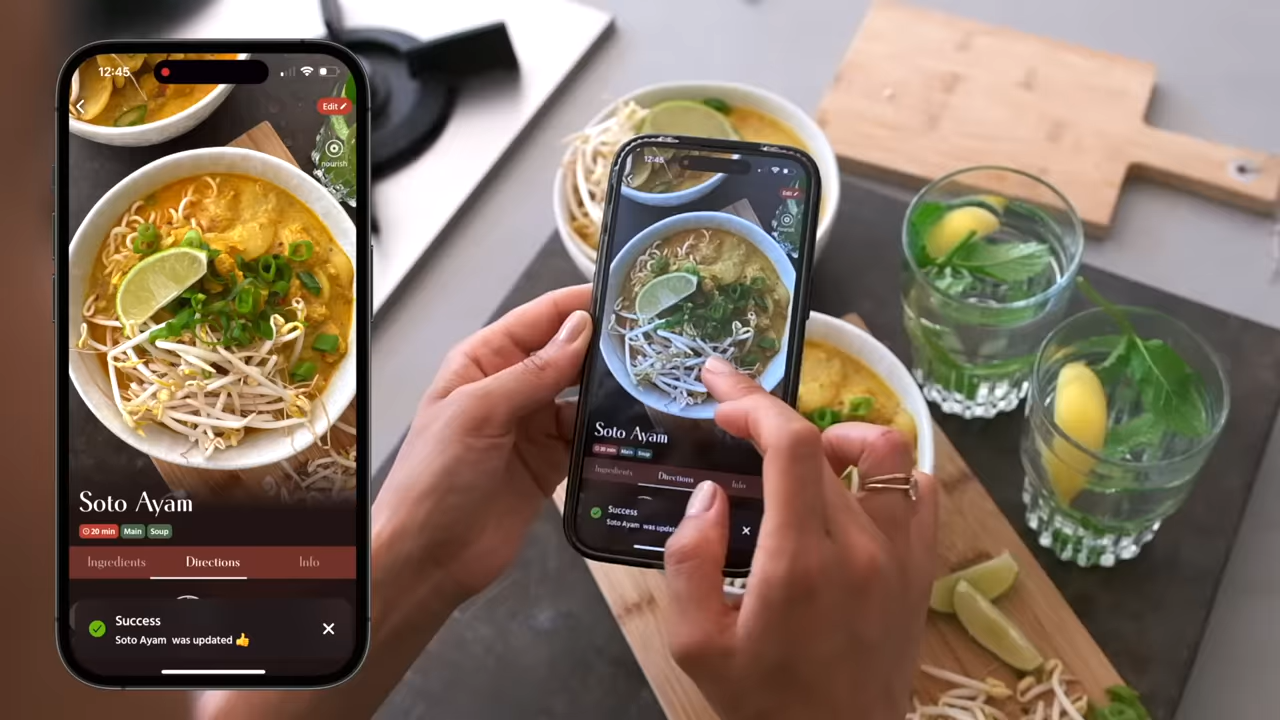 12:45
Edit
nourish
Soto Ayam
20 min Main Soup
Ingredients Directions Info
Success
Soto Ayam was updated 👍
12:45
Edit
nourish
Soto Ayam
20 min Main Soup
Ingredients Directions Info
Success
Soto Ayam was